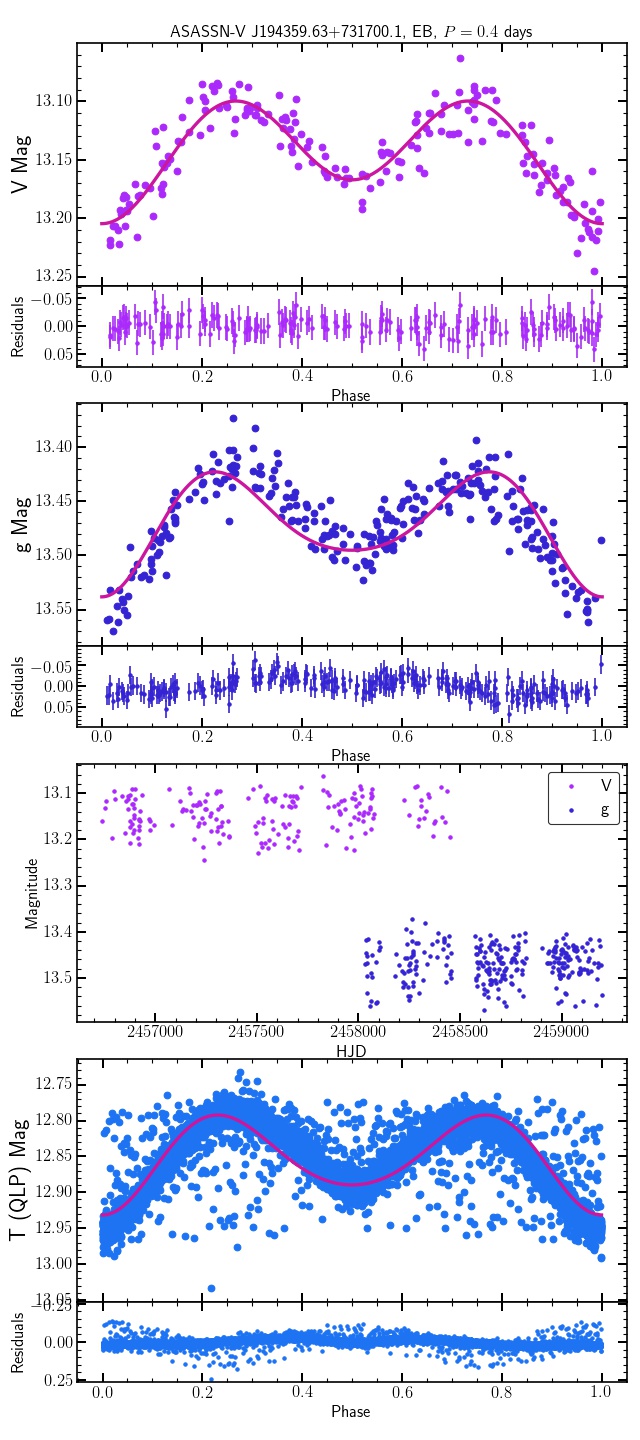 ASASSN-V J194359.63+731700.1, EB, P = 0.4 days
V Mag
13.10
13.15
13.20
13.25
Residuals
−0.05
0.00
0.05
0.0 0.2 0.4 0.6 0.8 1.0
Phase
g Mag
13.40
13.45
13.50
13.55
Residuals
−0.05
0.00
0.05
0.0 0.2 0.4 0.6 0.8 1.0
Phase
Magnitude
13.1
13.2
13.3
13.4
13.5
V
g
2457000 2457500 2458000 2458500 2459000
HJD
T (QLP) Mag
12.75
12.80
12.85
12.90
12.95
13.00
13.05
Residuals
−0.25
0.00
0.25
0.0 0.2 0.4 0.6 0.8 1.0
Phase